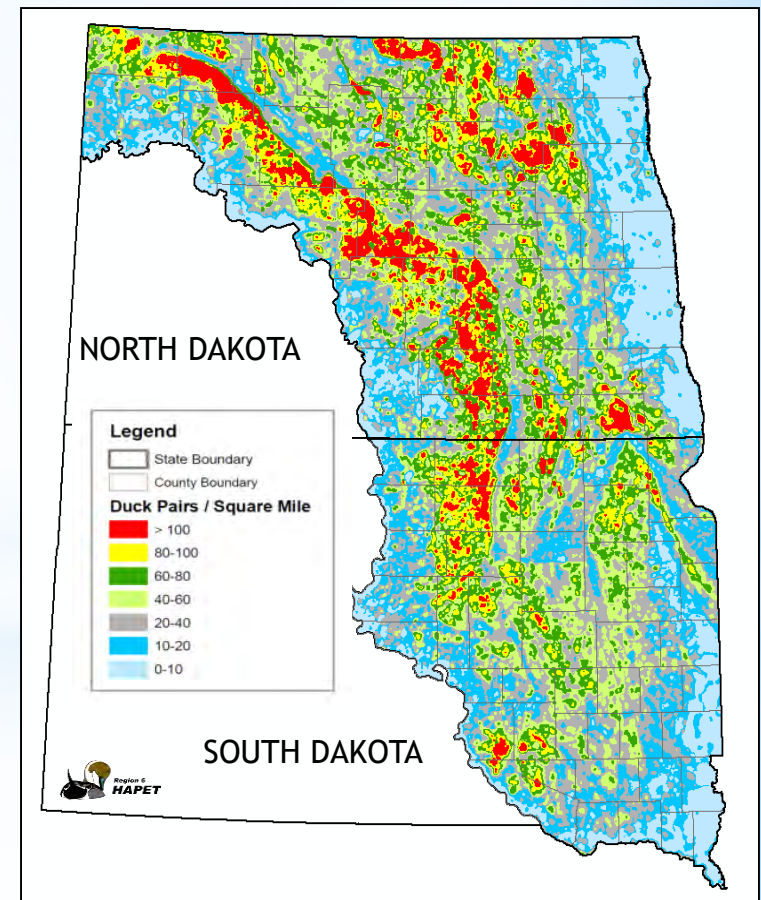 NORTH DAKOTA
Legend
State Boundary
County Boundary
Duck Pairs / Square Mile
> 100
80-100
60-80
40-60
20-40
10-20
0-10
SOUTH DAKOTA
Region 6
HAPET